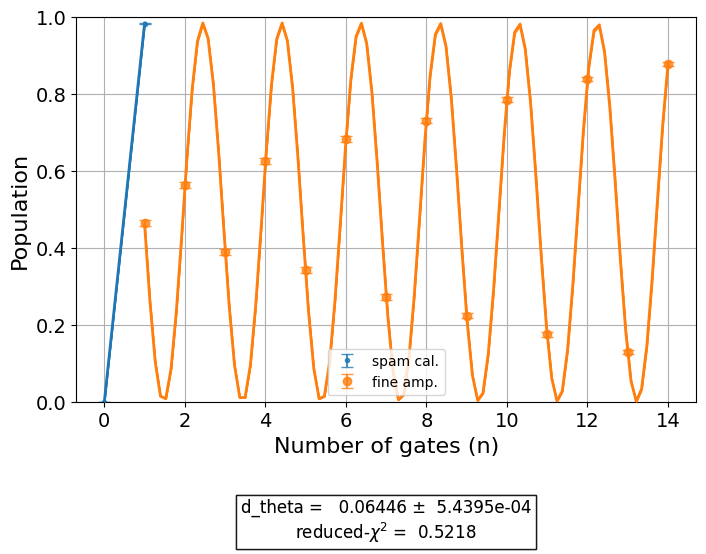 1.0
0.8
0.6
0.4
0.2
0.0
Population
spam cal.
fine amp.
0 2 4 6 8 10 12 14
Number of gates (n)
d_theta = 0.06446 ± 5.4395e-04
reduced-χ² = 0.5218